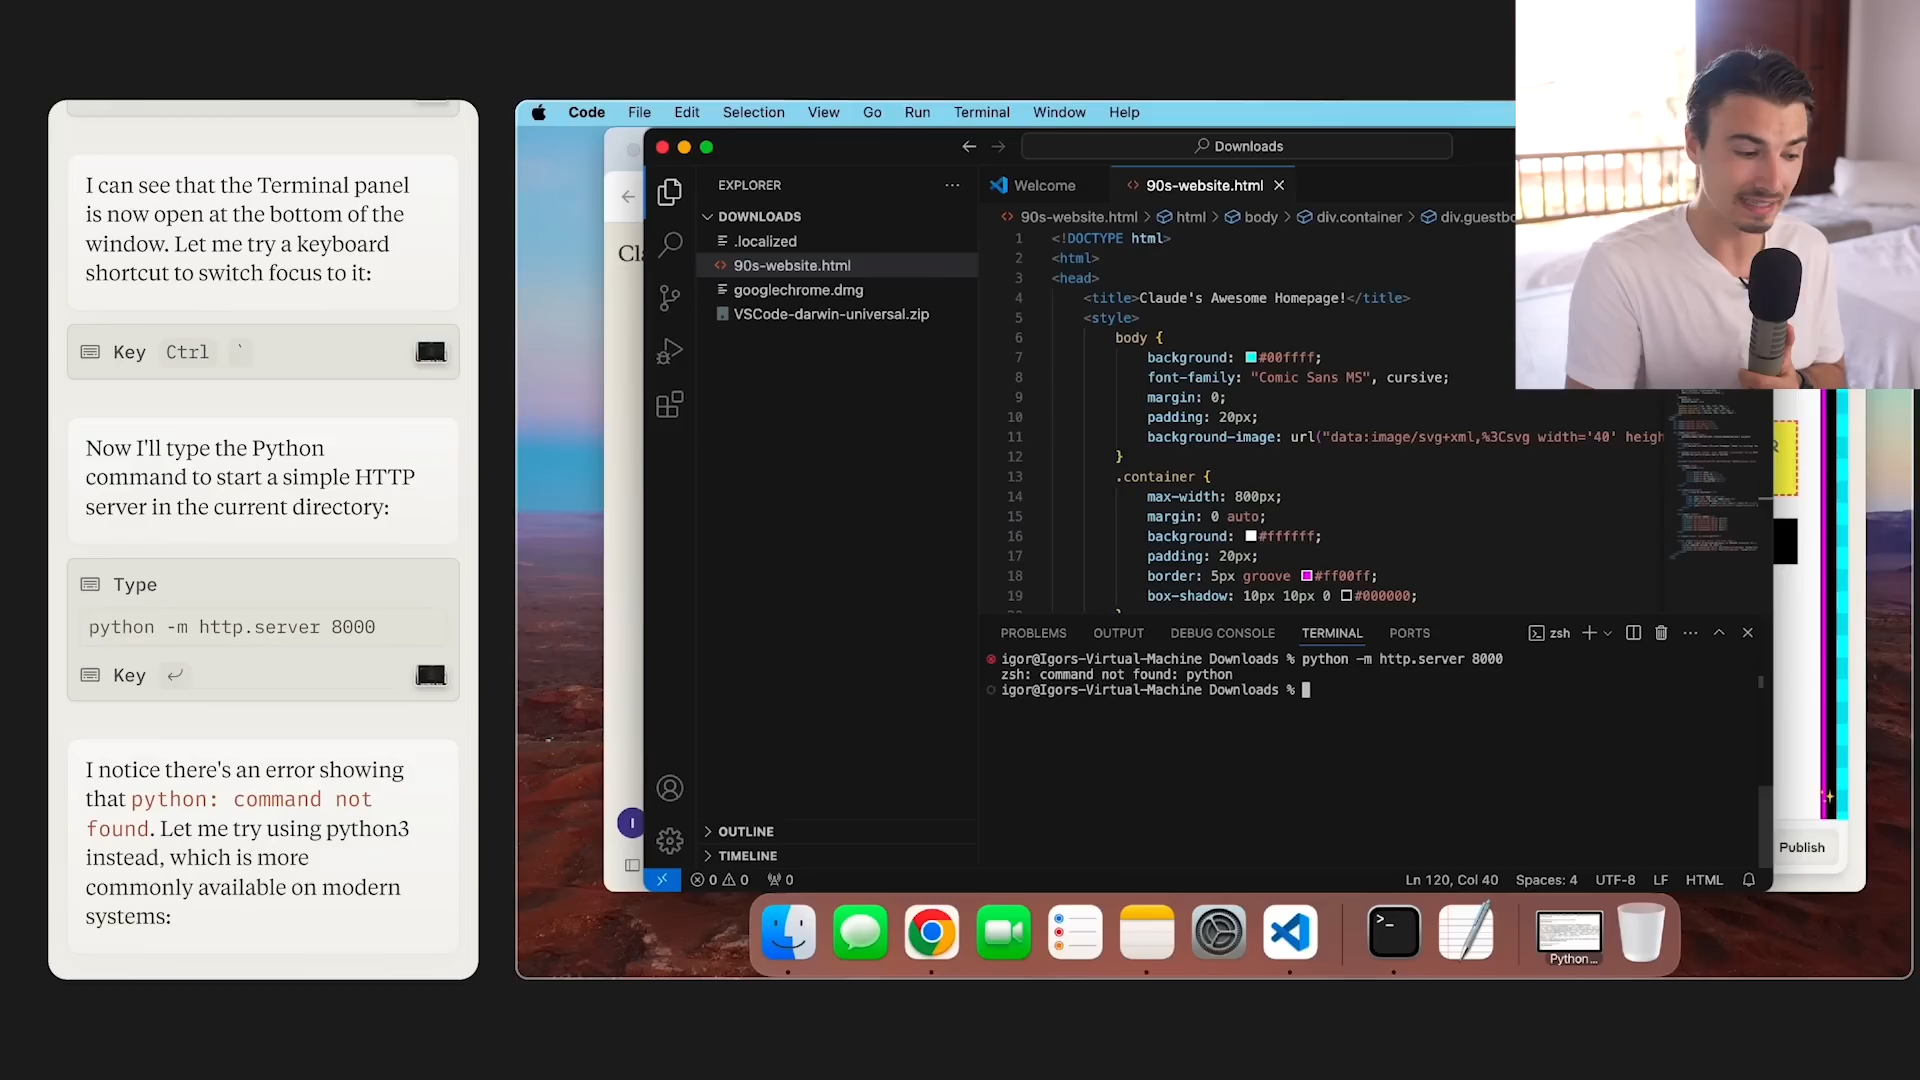 I can see that the Terminal panel
is now open at the bottom of the
window. Let me try a keyboard
shortcut to switch focus to it:
Key Ctrl `
Now I'll type the Python
command to start a simple HTTP
server in the current directory:
Type
python -m http.server 8000
Key
I notice there's an error showing
that python: command not
found. Let me try using python3
instead, which is more
commonly available on modern
systems:
Code File Edit Selection View Go Run Terminal Window Help
Downloads
EXPLORER
DOWNLOADS
.localized
90s-website.html
googlechrome.dmg
VSCode-darwin-universal.zip
OUTLINE
TIMELINE
Welcome 90s-website.html
90s-website.html > html > body > div.container > div.guestbo
1 <!DOCTYPE html>
2 <html>
3 <head>
4 <title>Claude's Awesome Homepage!</title>
5 <style>
6 body {
7 background: #00ffff;
8 font-family: "Comic Sans MS", cursive;
9 margin: 0;
10 padding: 20px;
11 background-image: url("data:image/svg+xml,%3Csvg width='40' heigh
12 }
13 .container {
14 max-width: 800px;
15 margin: 0 auto;
16 background: #ffffff;
17 padding: 20px;
18 border: 5px groove #ff00ff;
19 box-shadow: 10px 10px 0 #000000;
PROBLEMS OUTPUT DEBUG CONSOLE TERMINAL PORTS zsh
igor@Igors-Virtual-Machine Downloads % python -m http.server 8000
zsh: command not found: python
igor@Igors-Virtual-Machine Downloads %
0 0 0
Ln 120, Col 40 Spaces: 4 UTF-8 LF HTML
Cla
I
Publish
Python...